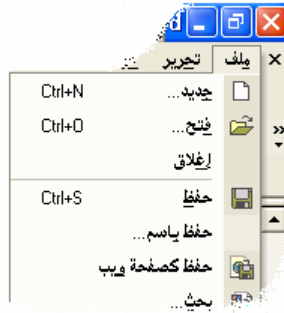 ملف تحرير
جديد... Ctrl+N
فتح... Ctrl+O
إغلاق
حفظ Ctrl+S
حفظ باسم...
حفظ كصفحة ويب
بحث...